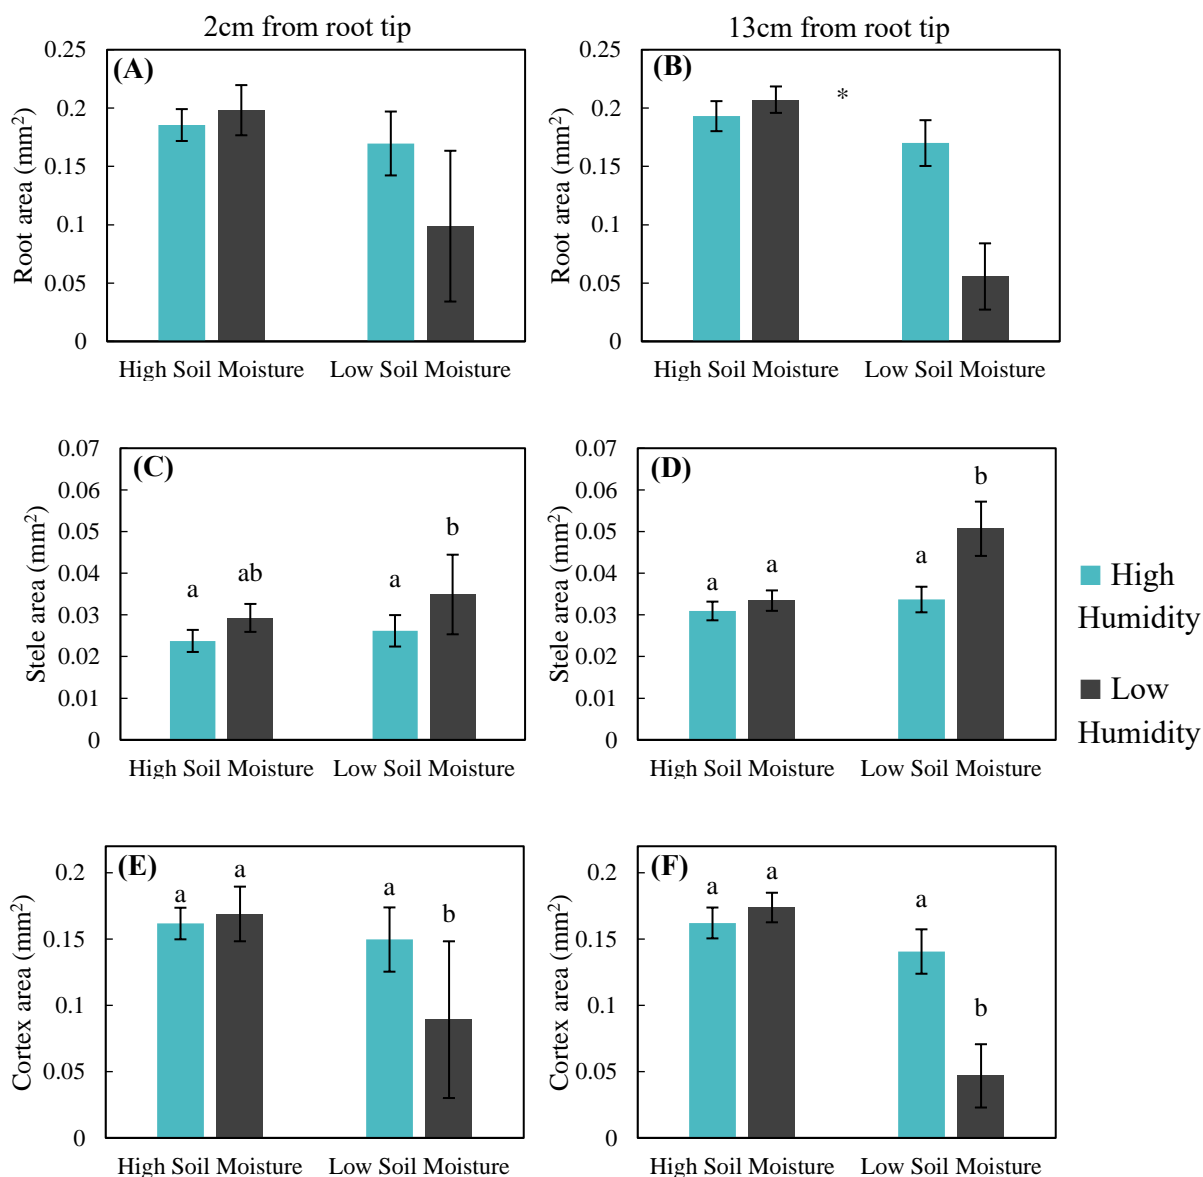 2cm from root tip
13cm from root tip
(A)
Root area (mm²)
0.25
0.2
0.15
0.1
0.05
0
High Soil Moisture Low Soil Moisture
(B)
*
Root area (mm²)
0.25
0.2
0.15
0.1
0.05
0
High Soil Moisture Low Soil Moisture
(C)
Stele area (mm²)
0.07
0.06
0.05
0.04
0.03
0.02
0.01
0
a ab a b
High Soil Moisture Low Soil Moisture
(D)
Stele area (mm²)
0.07
0.06
0.05
0.04
0.03
0.02
0.01
0
a a a b
High Soil Moisture Low Soil Moisture
High
Humidity
Low
Humidity
(E)
Cortex area (mm²)
0.2
0.15
0.1
0.05
0
a a a b
High Soil Moisture Low Soil Moisture
(F)
Cortex area (mm²)
0.2
0.15
0.1
0.05
0
a a a b
High Soil Moisture Low Soil Moisture